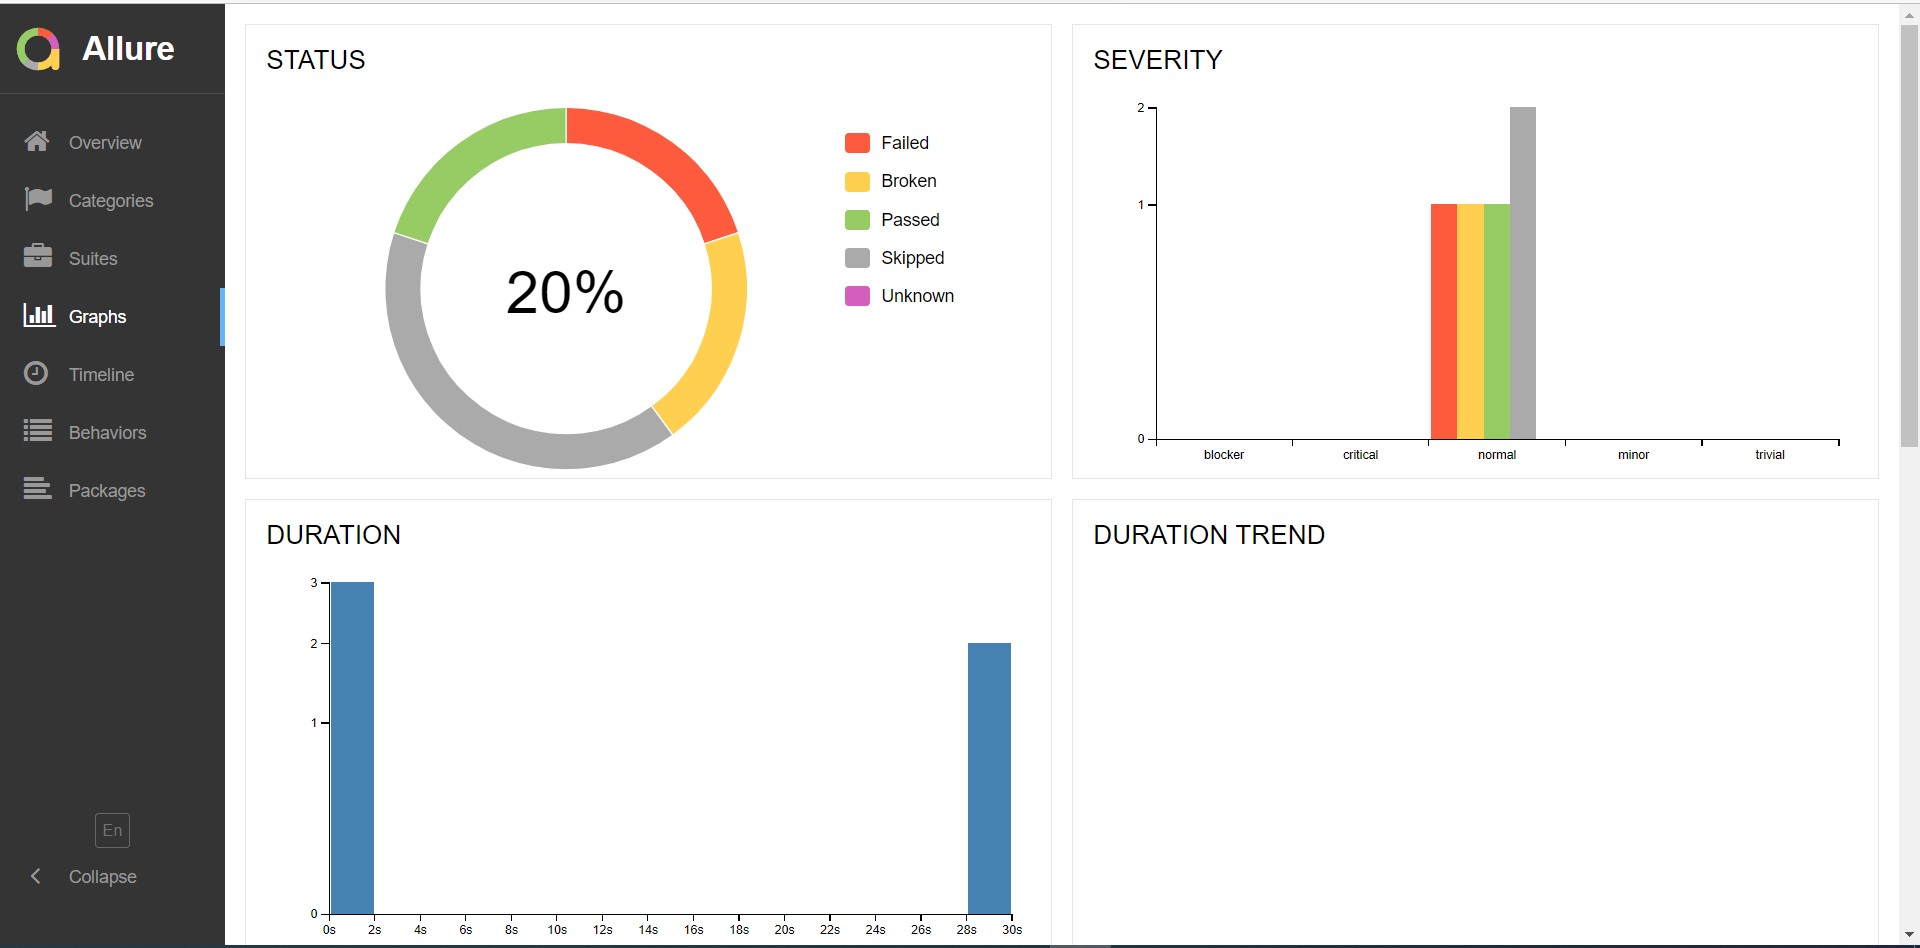 Allure
Overview
Categories
Suites
Graphs
Timeline
Behaviors
Packages
En
Collapse
STATUS
20%
Failed
Broken
Passed
Skipped
Unknown
SEVERITY
2
1
0
blocker critical normal minor trivial
DURATION
3
2
1
0
0s 2s 4s 6s 8s 10s 12s 14s 16s 18s 20s 22s 24s 26s 28s 30s
DURATION TREND